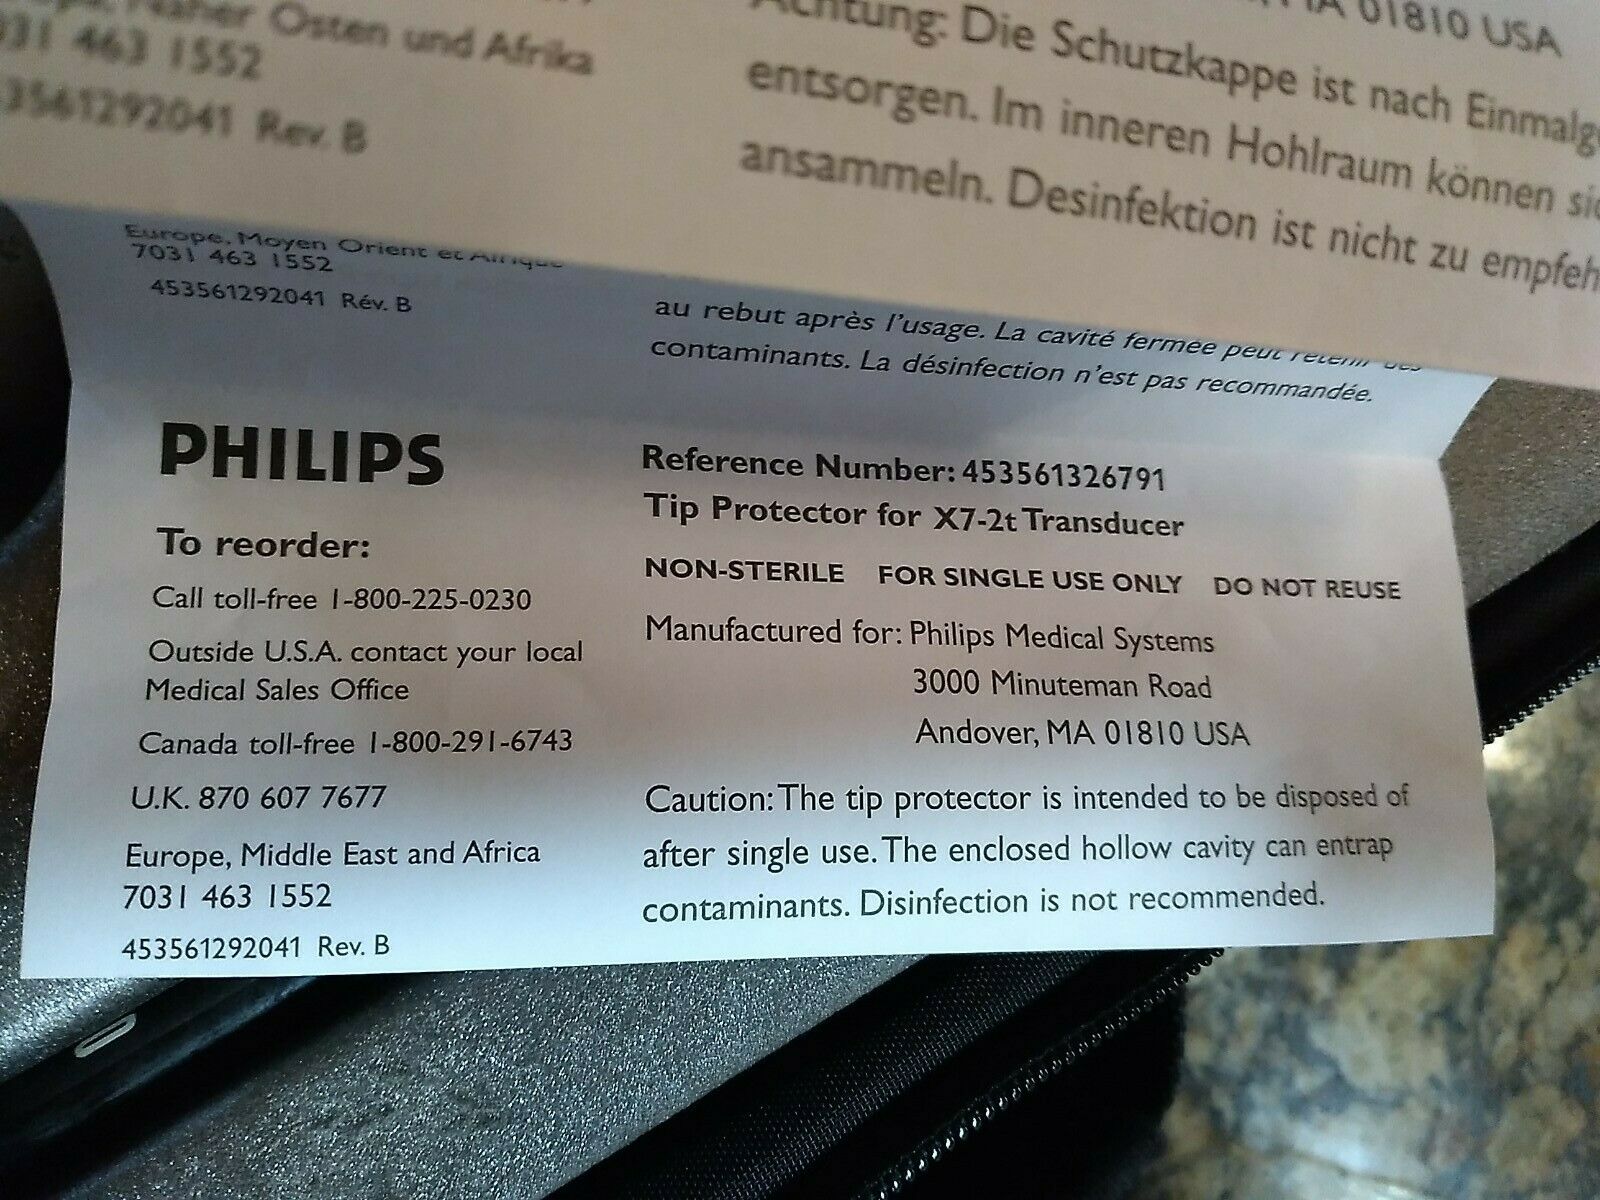 Naher Osten und Afrika
031 463 1552
3561292041 Rev. B
MA 01810 USA
Achtung: Die Schutzkappe ist nach
entsorgen. Im inneren Hohlraum können
ansammeln. Desinfektion ist nicht zu
Europe, Moyen Orient et Afrique
7031 463 1552
453561292041 Rév. B
au rebut après l'usage. La cavité fermée peut retenir des
contaminants. La désinfection n'est pas recommandée.
PHILIPS
To reorder:
Call toll-free 1-800-225-0230
Outside U.S.A. contact your local
Medical Sales Office
Canada toll-free 1-800-291-6743
U.K. 870 607 7677
Europe, Middle East and Africa
7031 463 1552
453561292041 Rev. B
Reference Number: 453561326791
Tip Protector for X7-2t Transducer
NON-STERILE FOR SINGLE USE ONLY DO NOT REUSE
Manufactured for: Philips Medical Systems
3000 Minuteman Road
Andover, MA 01810 USA
Caution: The tip protector is intended to be disposed of
after single use. The enclosed hollow cavity can entrap
contaminants. Disinfection is not recommended.